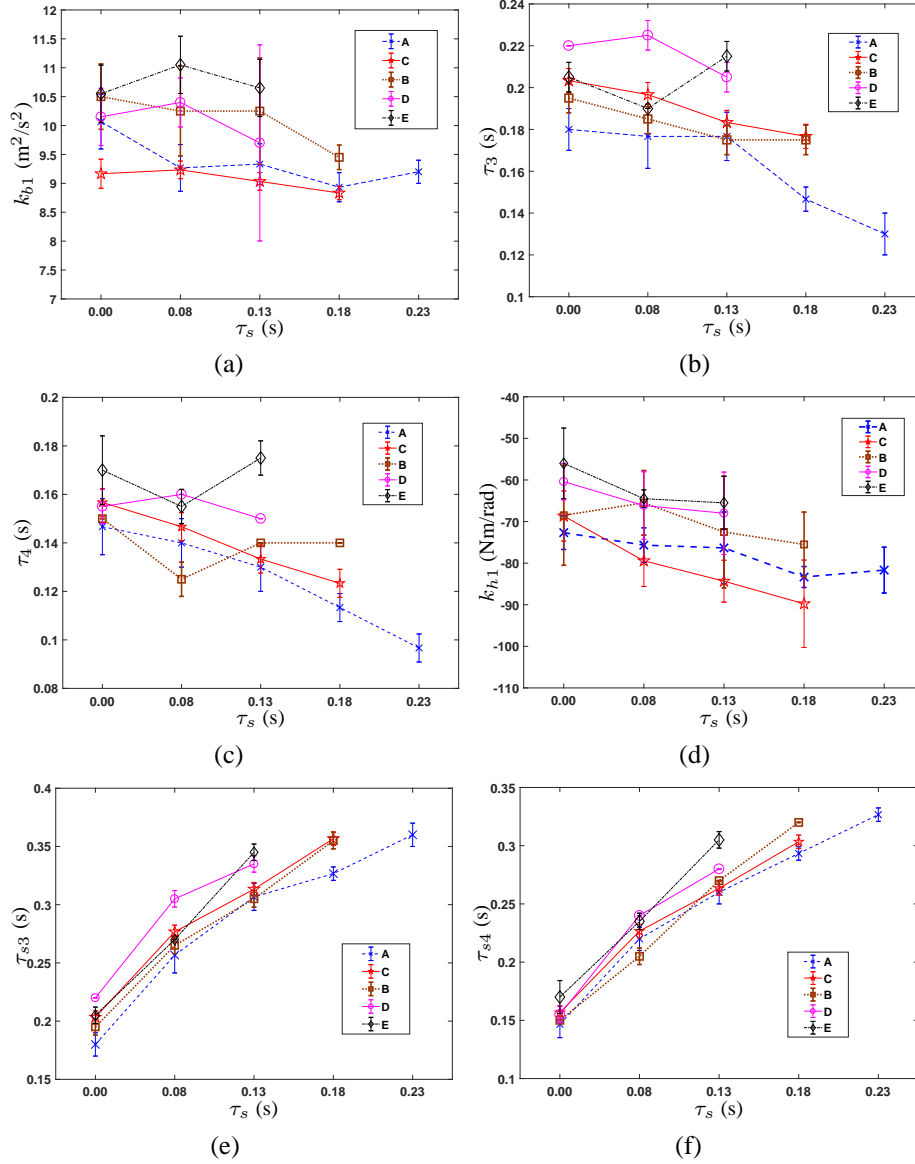 12
11.5
11
10.5
10
9.5
9
8.5
8
7.5
7
k_{b1} (m²/s²)
0.00 0.08 0.13 0.18 0.23
τ_s (s)
A
C
B
D
E
(a)
0.24
0.22
0.2
0.18
0.16
0.14
0.12
0.1
τ_3 (s)
0.00 0.08 0.13 0.18 0.23
τ_s (s)
A
C
B
D
E
(b)
0.2
0.18
0.16
0.14
0.12
0.1
0.08
τ_4 (s)
0.00 0.08 0.13 0.18 0.23
τ_s (s)
A
C
B
D
E
(c)
-40
-50
-60
-70
-80
-90
-100
-110
k_{h1} (Nm/rad)
0.00 0.08 0.13 0.18 0.23
τ_s (s)
A
C
B
D
E
(d)
0.4
0.35
0.3
0.25
0.2
0.15
τ_{s3} (s)
0.00 0.08 0.13 0.18 0.23
τ_s (s)
A
C
B
D
E
(e)
0.35
0.3
0.25
0.2
0.15
0.1
τ_{s4} (s)
0.00 0.08 0.13 0.18 0.23
τ_s (s)
A
C
B
D
E
(f)